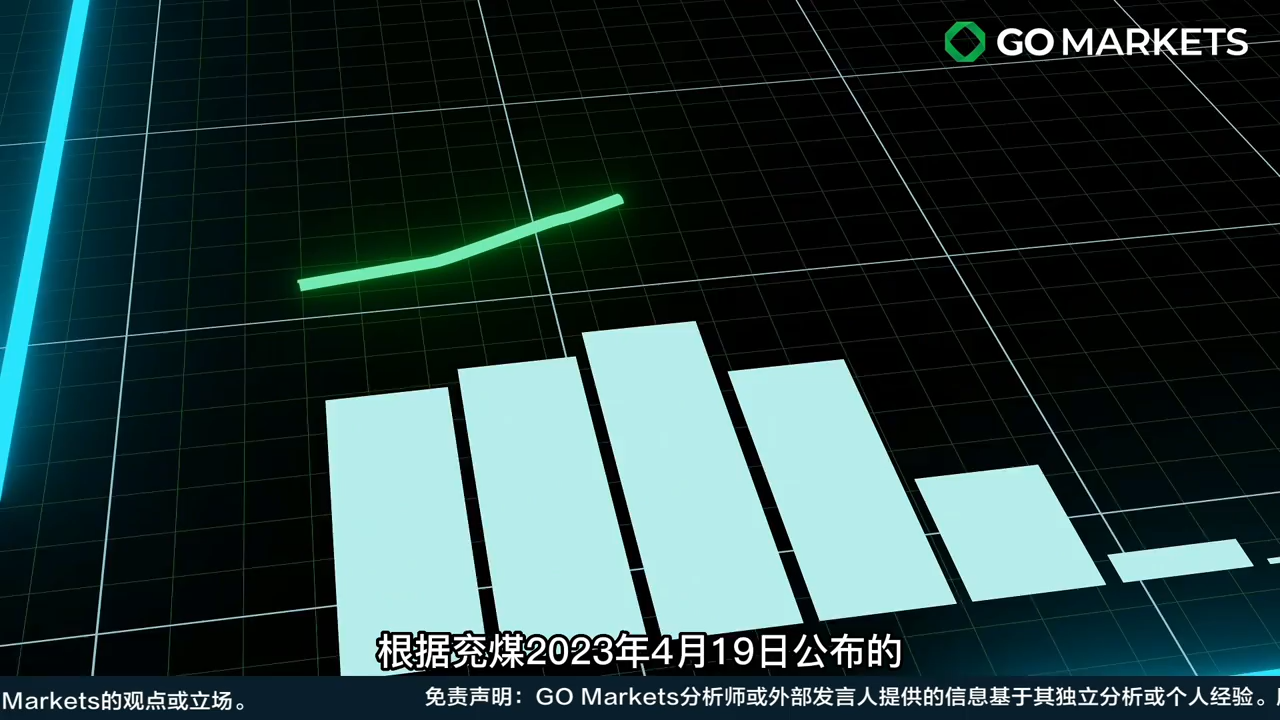 GO MARKETS
根据兖煤2023年4月19日公布的
Markets的观点或立场。 免责声明：GO Markets分析师或外部发言人提供的信息基于其独立分析或个人经验。